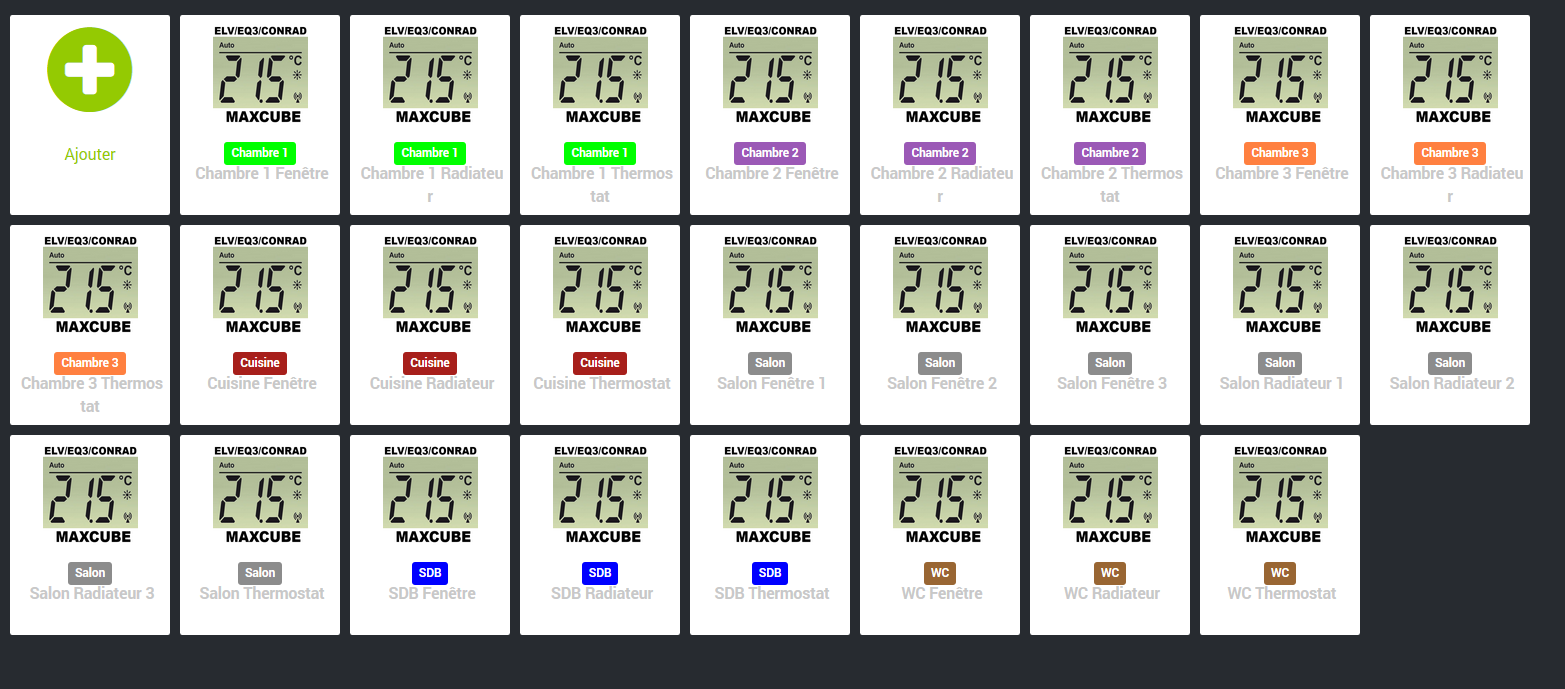 Ajouter
ELV/EQ3/CONRAD
Auto
21.5 °C
MAXCUBE
Chambre 1
Chambre 1 Fenêtre
ELV/EQ3/CONRAD
Auto
21.5 °C
MAXCUBE
Chambre 1
Chambre 1 Radiateu
r
ELV/EQ3/CONRAD
Auto
21.5 °C
MAXCUBE
Chambre 1
Chambre 1 Thermos
tat
ELV/EQ3/CONRAD
Auto
21.5 °C
MAXCUBE
Chambre 2
Chambre 2 Fenêtre
ELV/EQ3/CONRAD
Auto
21.5 °C
MAXCUBE
Chambre 2
Chambre 2 Radiateu
r
ELV/EQ3/CONRAD
Auto
21.5 °C
MAXCUBE
Chambre 2
Chambre 2 Thermos
tat
ELV/EQ3/CONRAD
Auto
21.5 °C
MAXCUBE
Chambre 3
Chambre 3 Fenêtre
ELV/EQ3/CONRAD
Auto
21.5 °C
MAXCUBE
Chambre 3
Chambre 3 Radiateu
r
ELV/EQ3/CONRAD
Auto
21.5 °C
MAXCUBE
Chambre 3
Chambre 3 Thermos
tat
ELV/EQ3/CONRAD
Auto
21.5 °C
MAXCUBE
Cuisine
Cuisine Fenêtre
ELV/EQ3/CONRAD
Auto
21.5 °C
MAXCUBE
Cuisine
Cuisine Radiateur
ELV/EQ3/CONRAD
Auto
21.5 °C
MAXCUBE
Cuisine
Cuisine Thermostat
ELV/EQ3/CONRAD
Auto
21.5 °C
MAXCUBE
Salon
Salon Fenêtre 1
ELV/EQ3/CONRAD
Auto
21.5 °C
MAXCUBE
Salon
Salon Fenêtre 2
ELV/EQ3/CONRAD
Auto
21.5 °C
MAXCUBE
Salon
Salon Fenêtre 3
ELV/EQ3/CONRAD
Auto
21.5 °C
MAXCUBE
Salon
Salon Radiateur 1
ELV/EQ3/CONRAD
Auto
21.5 °C
MAXCUBE
Salon
Salon Radiateur 2
ELV/EQ3/CONRAD
Auto
21.5 °C
MAXCUBE
Salon
Salon Radiateur 3
ELV/EQ3/CONRAD
Auto
21.5 °C
MAXCUBE
Salon
Salon Thermostat
ELV/EQ3/CONRAD
Auto
21.5 °C
MAXCUBE
SDB
SDB Fenêtre
ELV/EQ3/CONRAD
Auto
21.5 °C
MAXCUBE
SDB
SDB Radiateur
ELV/EQ3/CONRAD
Auto
21.5 °C
MAXCUBE
SDB
SDB Thermostat
ELV/EQ3/CONRAD
Auto
21.5 °C
MAXCUBE
WC
WC Fenêtre
ELV/EQ3/CONRAD
Auto
21.5 °C
MAXCUBE
WC
WC Radiateur
ELV/EQ3/CONRAD
Auto
21.5 °C
MAXCUBE
WC
WC Thermostat